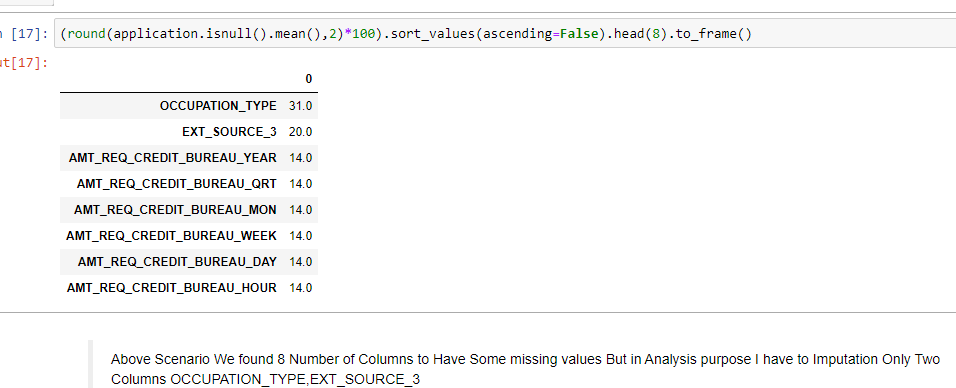 n [17]: (round(application.isnull().mean(),2)*100).sort_values(ascending=False).head(8).to_frame()
ut[17]:
0
OCCUPATION_TYPE 31.0
EXT_SOURCE_3 20.0
AMT_REQ_CREDIT_BUREAU_YEAR 14.0
AMT_REQ_CREDIT_BUREAU_QRT 14.0
AMT_REQ_CREDIT_BUREAU_MON 14.0
AMT_REQ_CREDIT_BUREAU_WEEK 14.0
AMT_REQ_CREDIT_BUREAU_DAY 14.0
AMT_REQ_CREDIT_BUREAU_HOUR 14.0
Above Scenario We found 8 Number of Columns to Have Some missing values But in Analysis purpose I have to Imputation Only Two
Columns OCCUPATION_TYPE,EXT_SOURCE_3